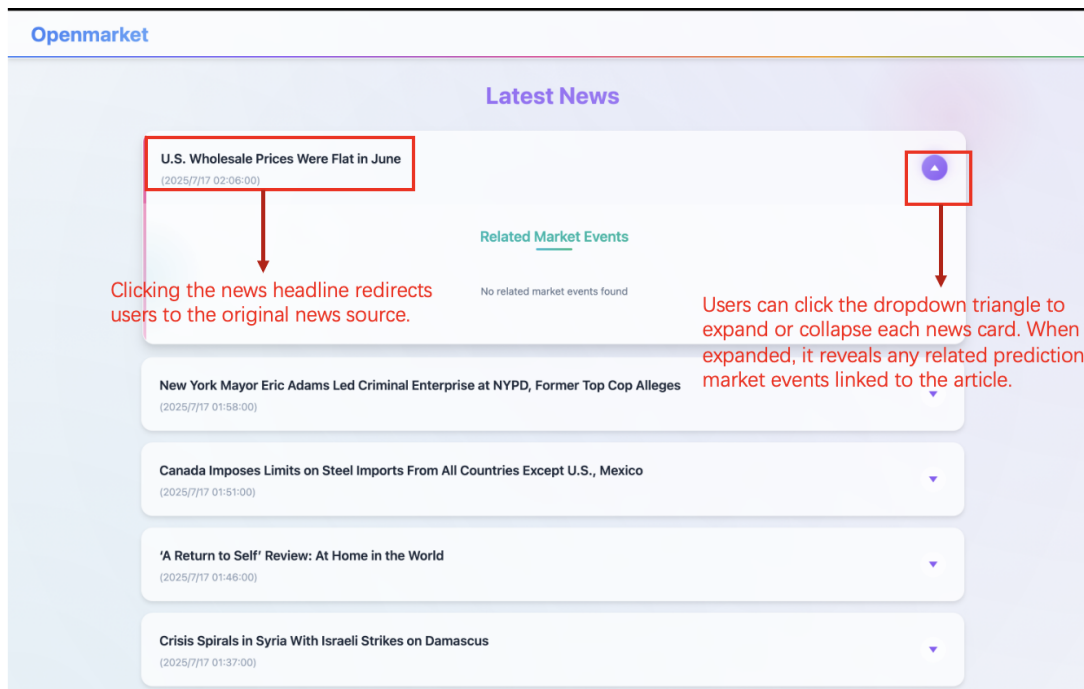 Openmarket
Latest News
U.S. Wholesale Prices Were Flat in June
(2025/7/17 02:06:00)
Related Market Events
No related market events found
Clicking the news headline redirects
users to the original news source.
Users can click the dropdown triangle to
expand or collapse each news card. When
expanded, it reveals any related prediction
market events linked to the article.
New York Mayor Eric Adams Led Criminal Enterprise at NYPD, Former Top Cop Alleges
(2025/7/17 01:58:00)
Canada Imposes Limits on Steel Imports From All Countries Except U.S., Mexico
(2025/7/17 01:51:00)
‘A Return to Self’ Review: At Home in the World
(2025/7/17 01:46:00)
Crisis Spirals in Syria With Israeli Strikes on Damascus
(2025/7/17 01:37:00)